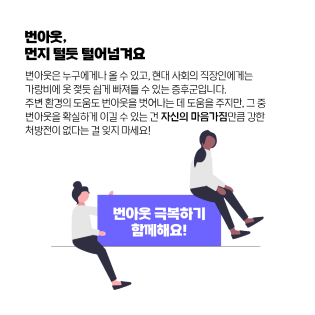 번아웃,
먼지 털듯 털어넘겨요
번아웃은 누구에게나 올 수 있고, 현대 사회의 직장인에게는
가랑비에 옷 젖듯 쉽게 빠져들 수 있는 증후군입니다.
주변 환경의 도움도 번아웃을 벗어나는 데 도움을 주지만, 그 중
번아웃을 확실하게 이길 수 있는 건 자신의 마음가짐만큼 강한
처방전이 없다는 걸 잊지 마세요!
번아웃 극복하기
함께해요!